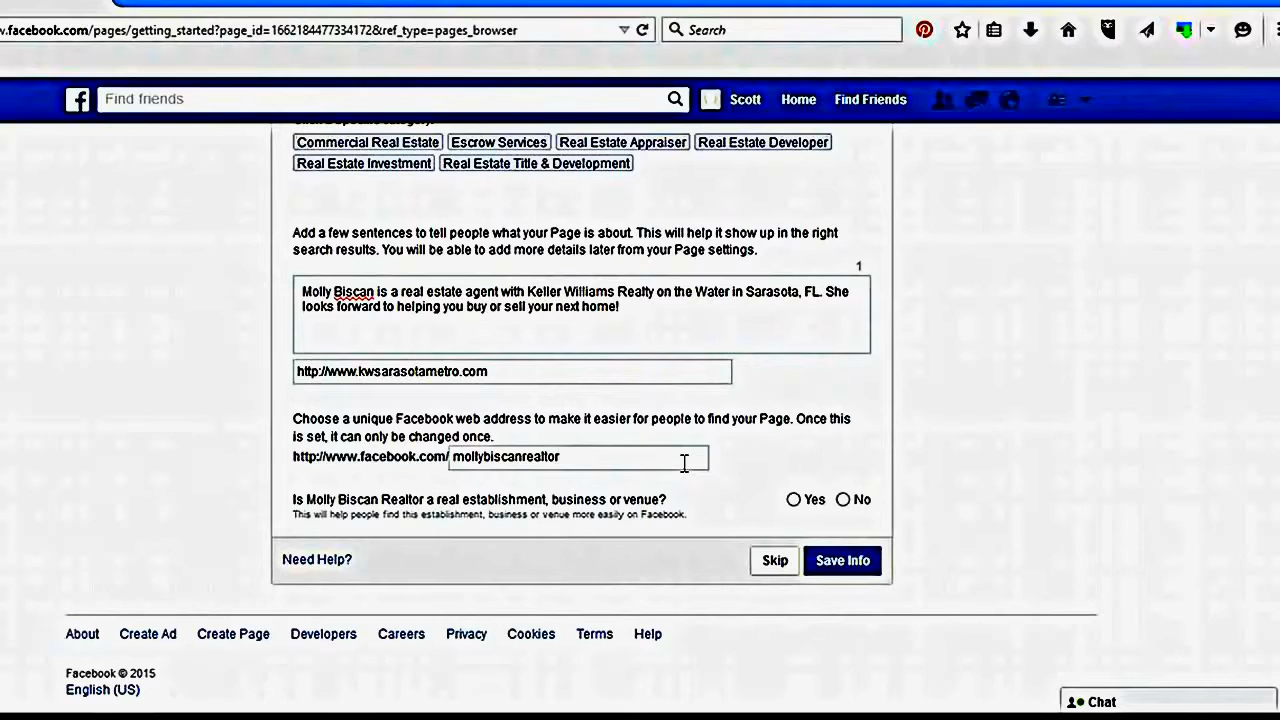 w.facebook.com/pages/getting_started?page_id=1662184477334172&ref_type=pages_browser
Search
Find friends
Scott
Home
Find Friends
Commercial Real Estate
Escrow Services
Real Estate Appraiser
Real Estate Developer
Real Estate Investment
Real Estate Title & Development
Add a few sentences to tell people what your Page is about. This will help it show up in the right
search results. You will be able to add more details later from your Page settings.
1
Molly Biscan is a real estate agent with Keller Williams Realty on the Water in Sarasota, FL. She
looks forward to helping you buy or sell your next home!
http://www.kwsarasotametro.com
Choose a unique Facebook web address to make it easier for people to find your Page. Once this
is set, it can only be changed once.
http://www.facebook.com/ mollybiscanrealtor
Is Molly Biscan Realtor a real establishment, business or venue?
Yes
No
This will help people find this establishment, business or venue more easily on Facebook.
Need Help?
Skip
Save Info
About
Create Ad
Create Page
Developers
Careers
Privacy
Cookies
Terms
Help
Facebook © 2015
English (US)
Chat